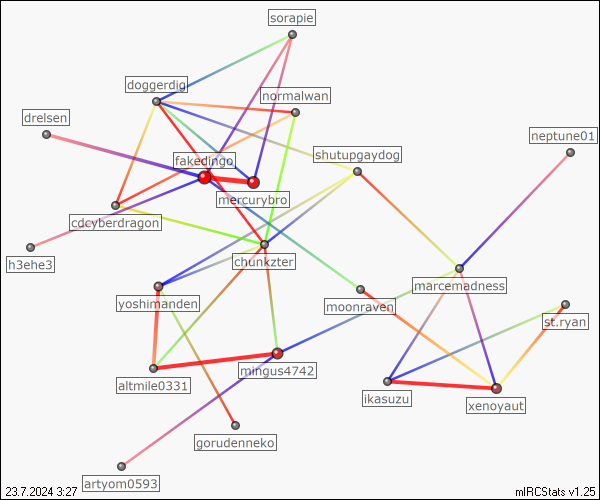 sorapie
doggerdig
normalwan
drelsen
neptune01
shutupgaydog
fakedingo
mercurybro
cdcyberdragon
h3ehe3
chunkzter
marcemadness
yoshimanden
moonraven
st.ryan
altmile0331
mingus4742
ikasuzu
xenoyaut
gorudenneko
artyom0593
23.7.2024 3:27
mIRCStats v1.25